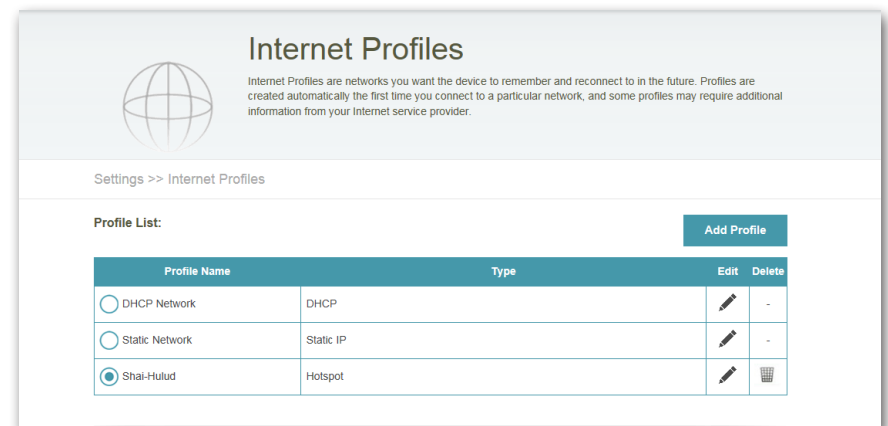 Internet Profiles
Internet Profiles are networks you want the device to remember and reconnect to in the future. Profiles are
created automatically the first time you connect to a particular network, and some profiles may require additional
information from your Internet service provider.
Settings >> Internet Profiles
Profile List:
Add Profile
Profile Name Type Edit Delete
DHCP Network DHCP -
Static Network Static IP -
Shai-Hulud Hotspot